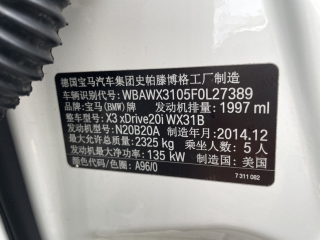 德国宝马汽车集团史帕滕博格工厂制造
车辆识别代号: WBAWX3105F0L27389
品牌: 宝马(BMW)牌 发动机排量: 1997 ml
整车型号: X3 xDrive20i WX31B
发动机型号: N20B20A 制造年月: 2014.12
最大允许总质量: 2325 kg 乘坐人数: 5 人
发动机最大净功率: 135 kW 制造国: 美国
颜色代码/色圈: A96/0
7 311 082